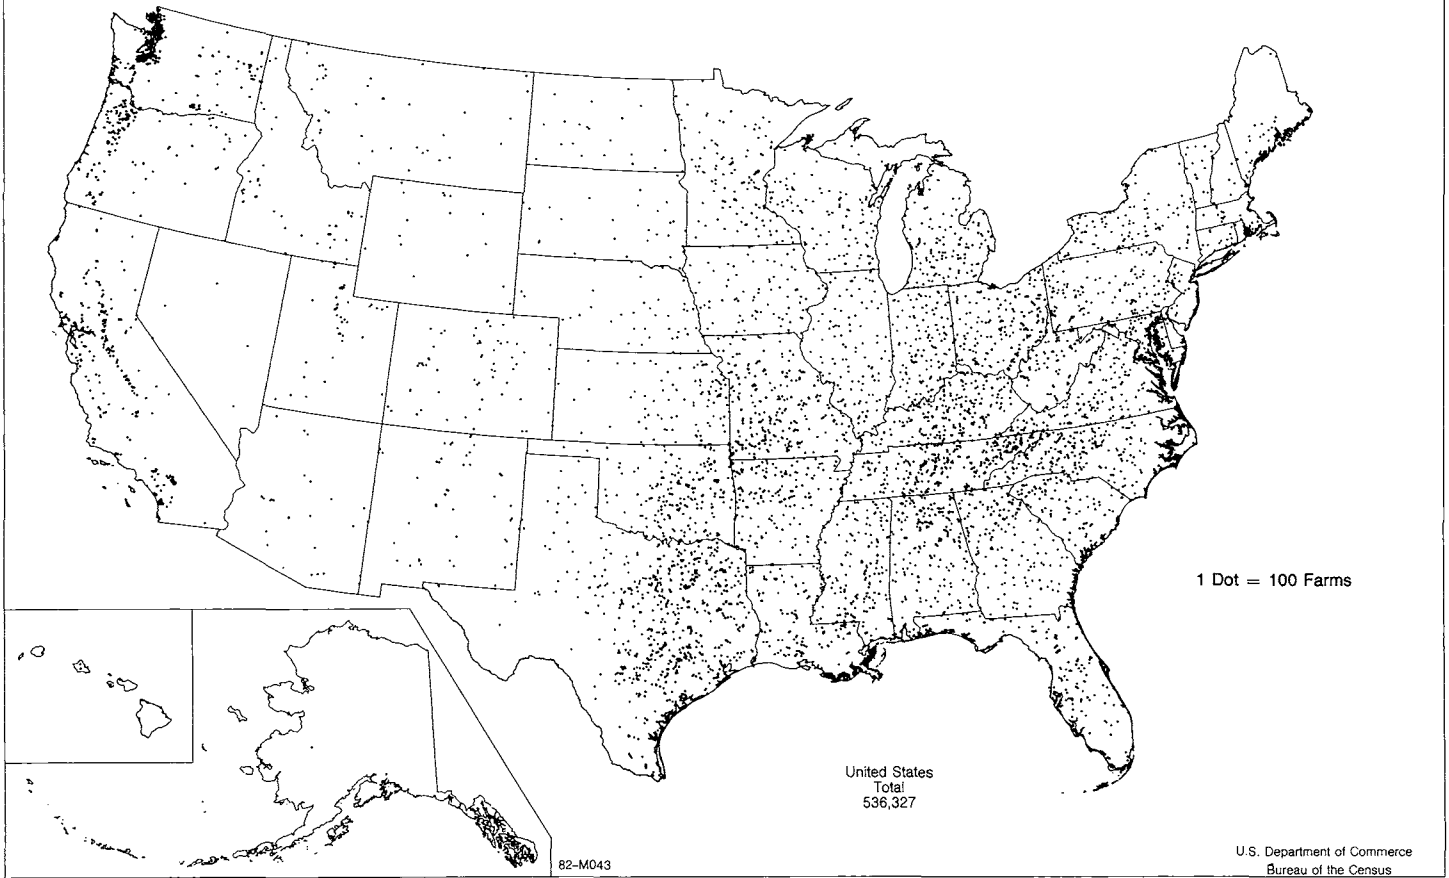 1 Dot = 100 Farms
United States
Total
536,327
82-M043
U.S. Department of Commerce
Bureau of the Census